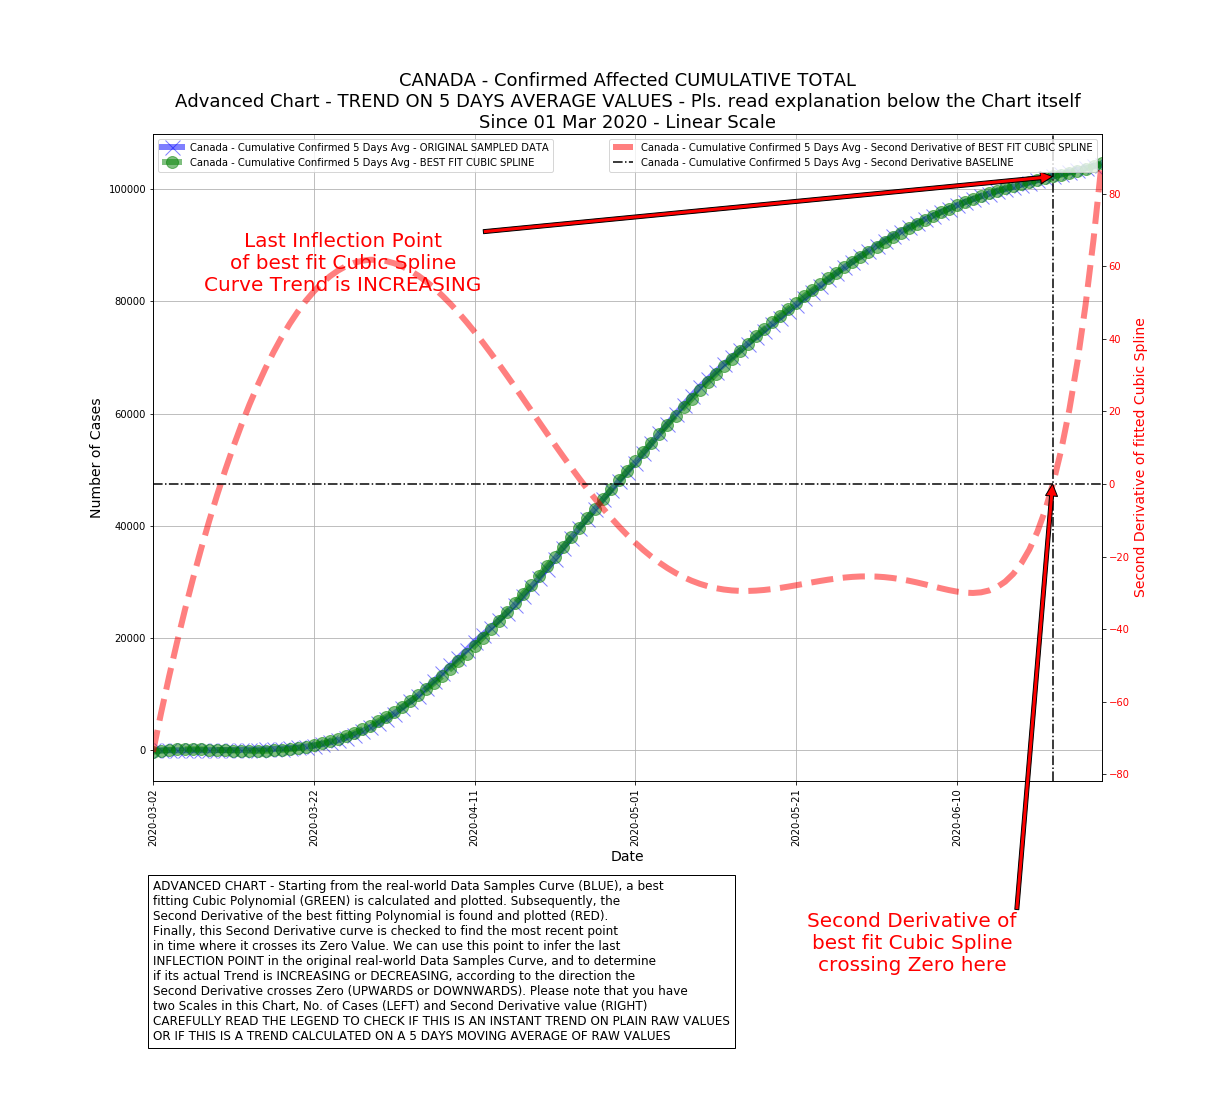 CANADA - Confirmed Affected CUMULATIVE TOTAL
Advanced Chart - TREND ON 5 DAYS AVERAGE VALUES - Pls. read explanation below the Chart itself
Since 01 Mar 2020 - Linear Scale
Canada - Cumulative Confirmed 5 Days Avg - ORIGINAL SAMPLED DATA
Canada - Cumulative Confirmed 5 Days Avg - BEST FIT CUBIC SPLINE
Canada - Cumulative Confirmed 5 Days Avg - Second Derivative of BEST FIT CUBIC SPLINE
Canada - Cumulative Confirmed 5 Days Avg - Second Derivative BASELINE
Last Inflection Point
of best fit Cubic Spline
Curve Trend is INCREASING
Number of Cases
100000
80000
60000
40000
20000
0
80
60
40
20
0
−20
−40
−60
−80
Second Derivative of fitted Cubic Spline
2020-03-02
2020-03-22
2020-04-11
2020-05-01
2020-05-21
2020-06-10
Date
ADVANCED CHART - Starting from the real-world Data Samples Curve (BLUE), a best
fitting Cubic Polynomial (GREEN) is calculated and plotted. Subsequently, the
Second Derivative of the best fitting Polynomial is found and plotted (RED).
Finally, this Second Derivative curve is checked to find the most recent point
in time where it crosses its Zero Value. We can use this point to infer the last
INFLECTION POINT in the original real-world Data Samples Curve, and to determine
if its actual Trend is INCREASING or DECREASING, according to the direction the
Second Derivative crosses Zero (UPWARDS or DOWNWARDS). Please note that you have
two Scales in this Chart, No. of Cases (LEFT) and Second Derivative value (RIGHT)
CAREFULLY READ THE LEGEND TO CHECK IF THIS IS AN INSTANT TREND ON PLAIN RAW VALUES
OR IF THIS IS A TREND CALCULATED ON A 5 DAYS MOVING AVERAGE OF RAW VALUES
Second Derivative of
best fit Cubic Spline
crossing Zero here